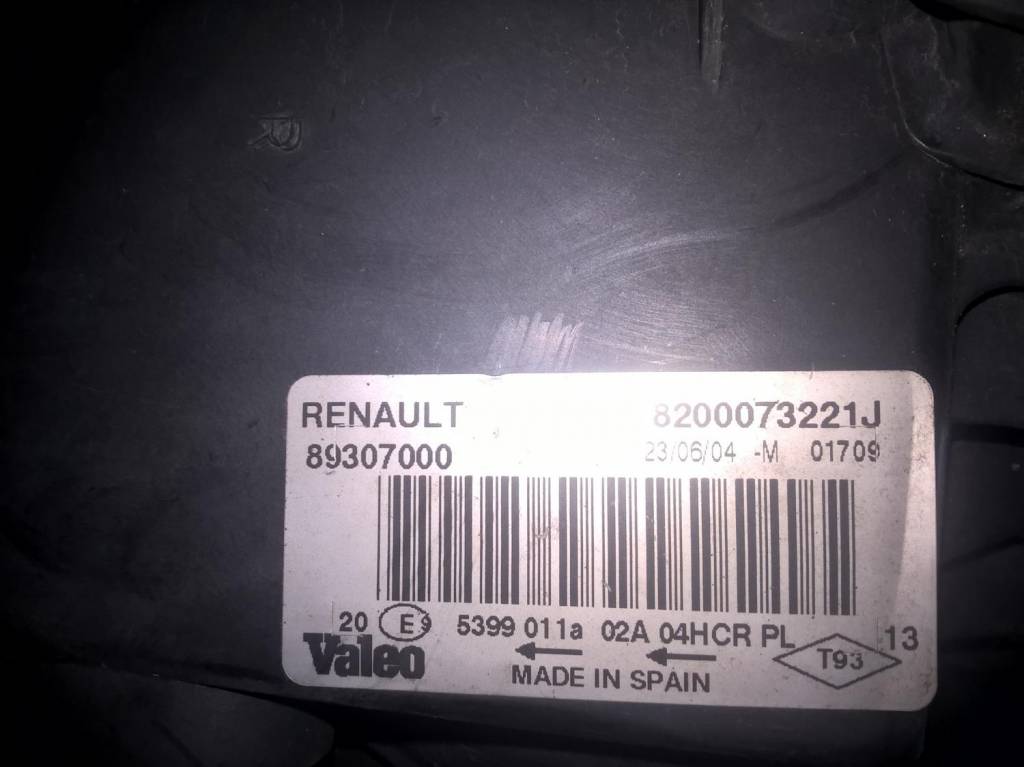 R
RENAULT 8200073221J
89307000 23/06/04 -M 01709
20 E9 5399 011a 02A 04HCR PL T93 13
Valeo MADE IN SPAIN